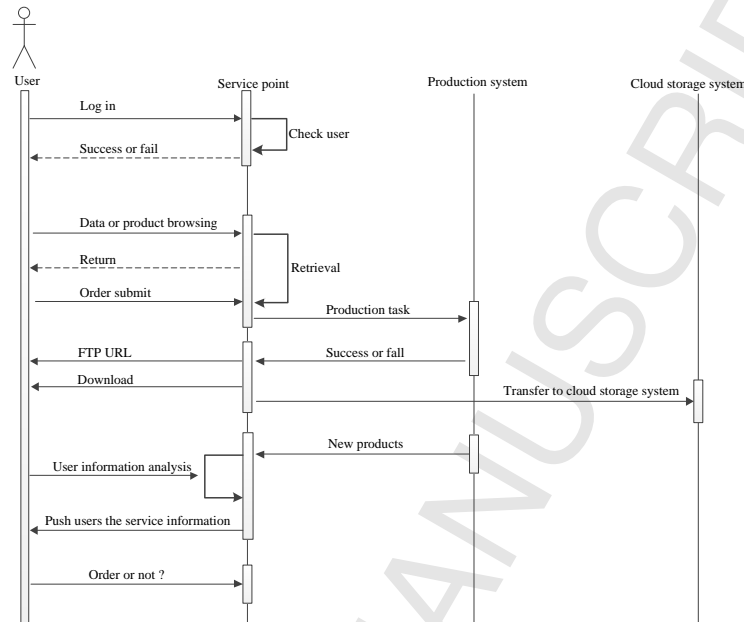 User
Service point
Production system
Cloud storage system
Log in
Check user
Success or fail
Data or product browsing
Return
Retrieval
Order submit
Production task
FTP URL
Success or fall
Download
Transfer to cloud storage system
New products
User information analysis
Push users the service information
Order or not ?